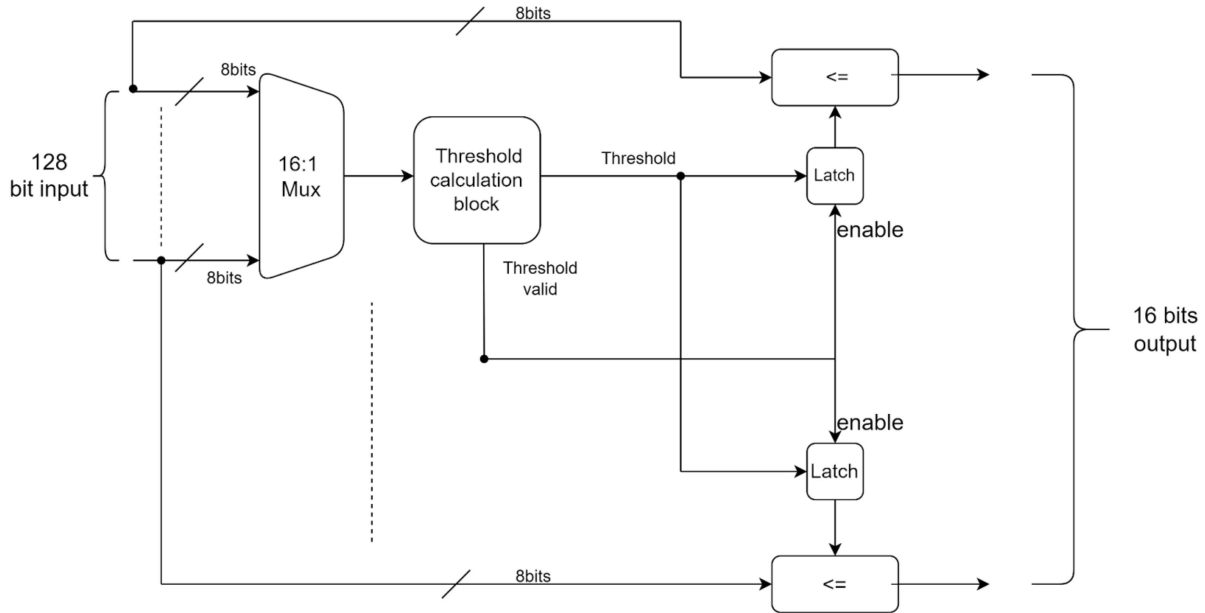 8bits
<=
8bits
128
bit input
16:1
Mux
Threshold
calculation
block
Threshold
Latch
enable
8bits
Threshold
valid
16 bits
output
enable
Latch
8bits
<=